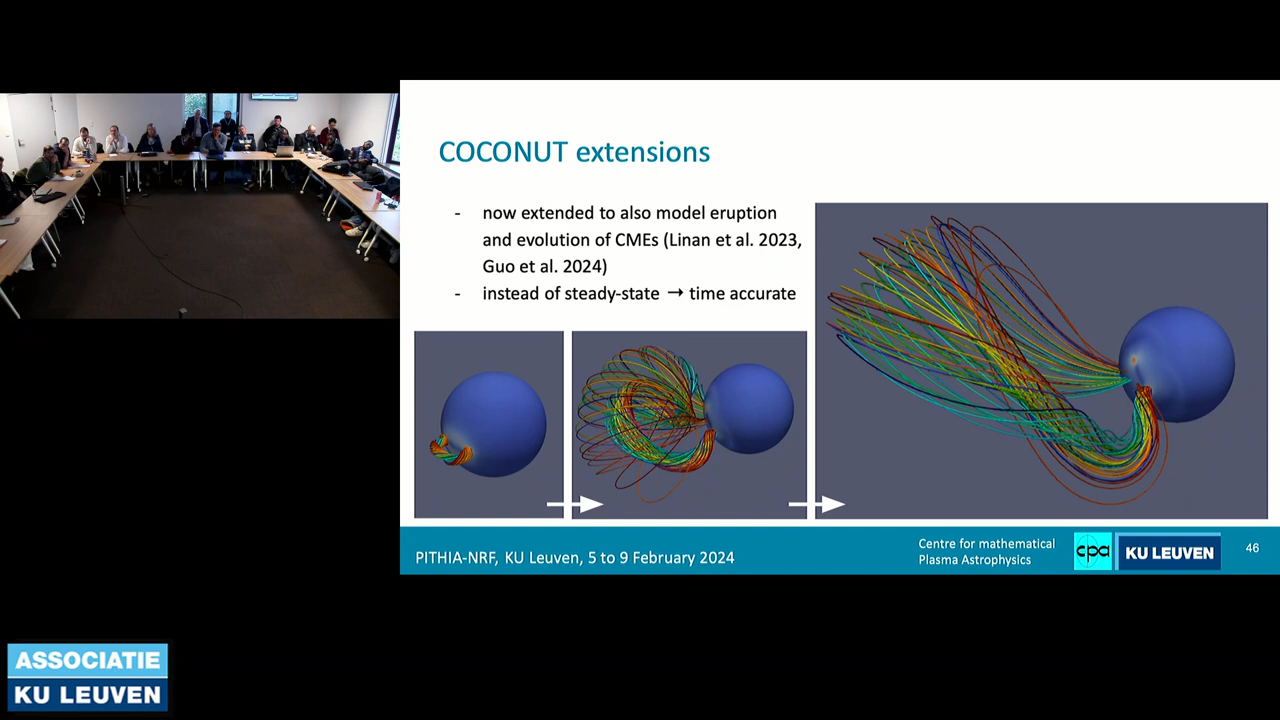 COCONUT extensions
- now extended to also model eruption
and evolution of CMEs (Linan et al. 2023,
Guo et al. 2024)
- instead of steady-state → time accurate
PITHIA-NRF, KU Leuven, 5 to 9 February 2024
Centre for mathematical
Plasma Astrophysics
cpa
KU LEUVEN
46
ASSOCIATIE
KU LEUVEN